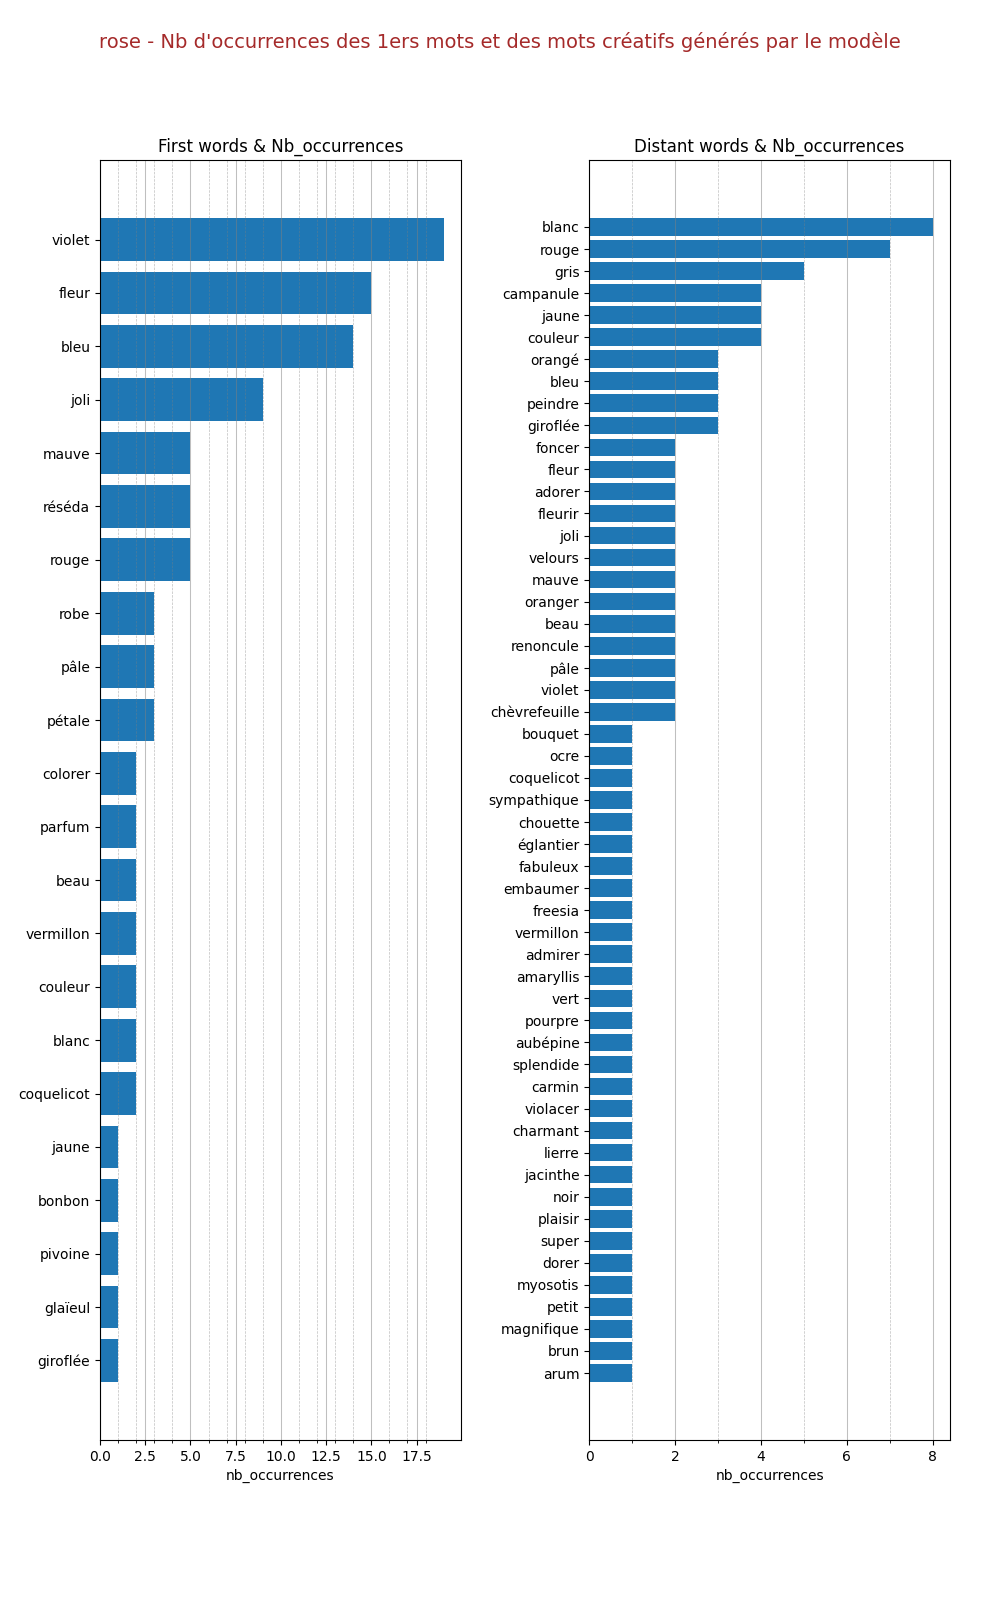 rose - Nb d'occurrences des 1ers mots et des mots créatifs générés par le modèle
First words & Nb_occurrences
violet
fleur
bleu
joli
mauve
réséda
rouge
robe
pâle
pétale
colorer
parfum
beau
vermillon
couleur
blanc
coquelicot
jaune
bonbon
pivoine
glaïeul
giroflée
0.0 2.5 5.0 7.5 10.0 12.5 15.0 17.5
nb_occurrences
Distant words & Nb_occurrences
blanc
rouge
gris
campanule
jaune
couleur
orangé
bleu
peindre
giroflée
foncer
fleur
adorer
fleurir
joli
velours
mauve
oranger
beau
renoncule
pâle
violet
chèvrefeuille
bouquet
ocre
coquelicot
sympathique
chouette
églantier
fabuleux
embaumer
freesia
vermillon
admirer
amaryllis
vert
pourpre
aubépine
splendide
carmin
violacer
charmant
lierre
jacinthe
noir
plaisir
super
dorer
myosotis
petit
magnifique
brun
arum
0 2 4 6 8
nb_occurrences